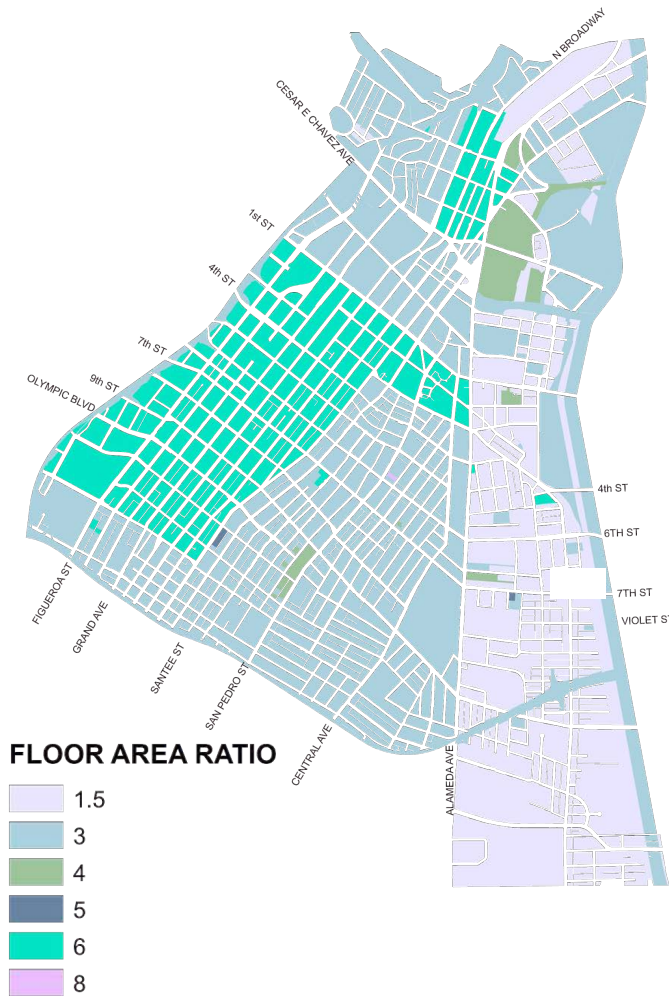 N BROADWAY
CESAR E CHAVEZ AVE
1st ST
4th ST
7th ST
9th ST
OLYMPIC BLVD
4th ST
6TH ST
7TH ST
VIOLET ST
FIGUEROA ST
GRAND AVE
SANTEE ST
SAN PEDRO ST
CENTRAL AVE
ALAMEDA AVE
FLOOR AREA RATIO
1.5
3
4
5
6
8